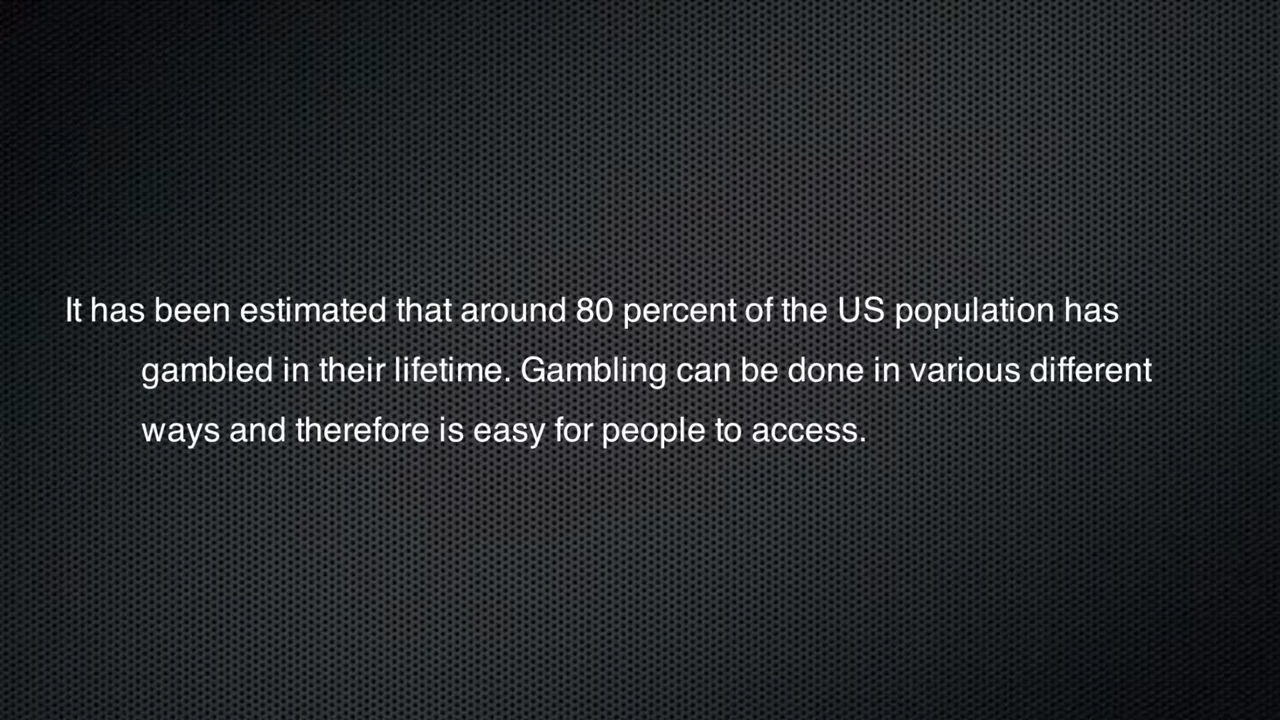 It has been estimated that around 80 percent of the US population has
gambled in their lifetime. Gambling can be done in various different
ways and therefore is easy for people to access.